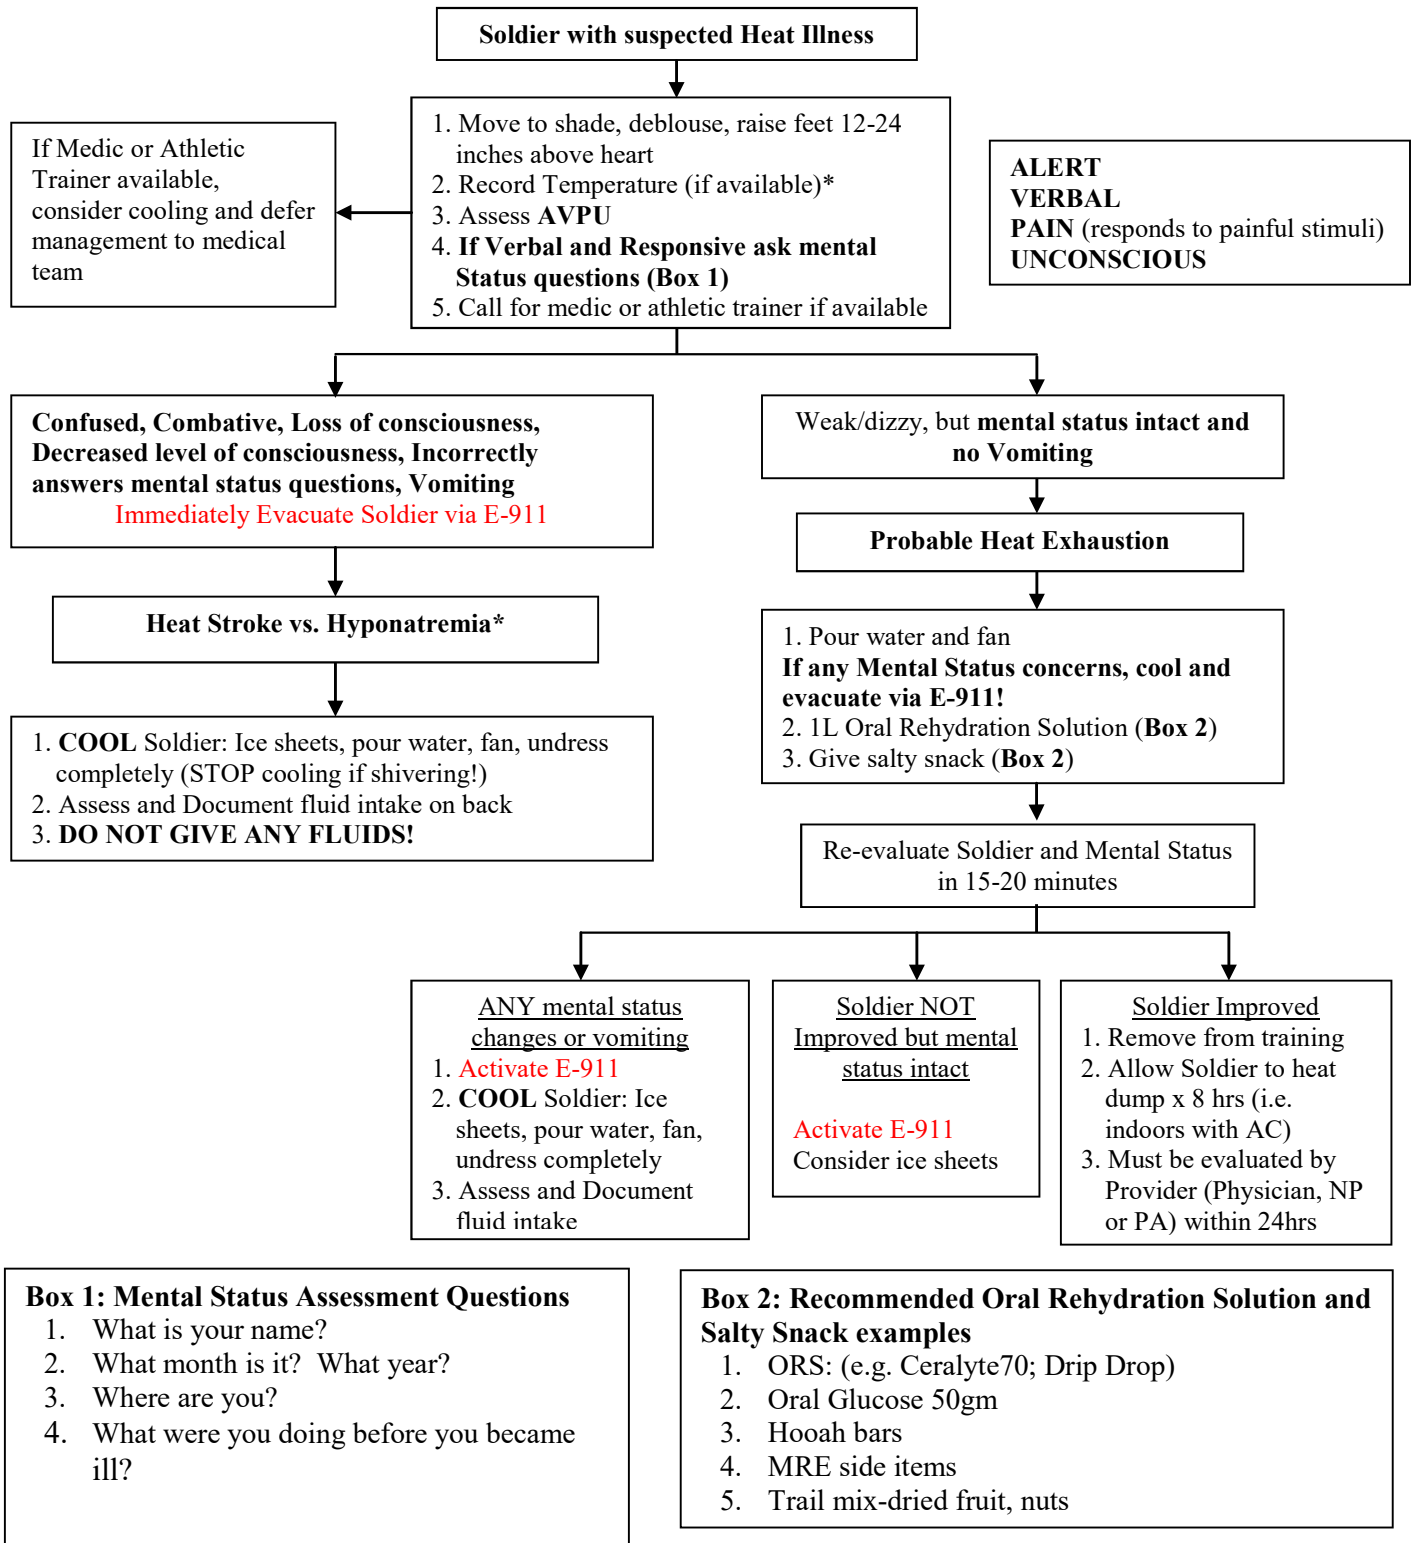 Soldier with suspected Heat Illness
1. Move to shade, deblouse, raise feet 12-24
inches above heart
2. Record Temperature (if available)*
3. Assess AVPU
4. If Verbal and Responsive ask mental
Status questions (Box 1)
5. Call for medic or athletic trainer if available
If Medic or Athletic
Trainer available,
consider cooling and defer
management to medical
team
ALERT
VERBAL
PAIN (responds to painful stimuli)
UNCONSCIOUS
Confused, Combative, Loss of consciousness,
Decreased level of consciousness, Incorrectly
answers mental status questions, Vomiting
Immediately Evacuate Soldier via E-911
Heat Stroke vs. Hyponatremia*
1. COOL Soldier: Ice sheets, pour water, fan, undress
completely (STOP cooling if shivering!)
2. Assess and Document fluid intake on back
3. DO NOT GIVE ANY FLUIDS!
Weak/dizzy, but mental status intact and
no Vomiting
Probable Heat Exhaustion
1. Pour water and fan
If any Mental Status concerns, cool and
evacuate via E-911!
2. 1L Oral Rehydration Solution (Box 2)
3. Give salty snack (Box 2)
Re-evaluate Soldier and Mental Status
in 15-20 minutes
ANY mental status
changes or vomiting
1. Activate E-911
2. COOL Soldier: Ice
sheets, pour water, fan,
undress completely
3. Assess and Document
fluid intake
Soldier NOT
Improved but mental
status intact
Activate E-911
Consider ice sheets
Soldier Improved
1. Remove from training
2. Allow Soldier to heat
dump x 8 hrs (i.e.
indoors with AC)
3. Must be evaluated by
Provider (Physician, NP
or PA) within 24hrs
Box 1: Mental Status Assessment Questions
1. What is your name?
2. What month is it? What year?
3. Where are you?
4. What were you doing before you became
ill?
Box 2: Recommended Oral Rehydration Solution and
Salty Snack examples
1. ORS: (e.g. Ceralyte70; Drip Drop)
2. Oral Glucose 50gm
3. Hooah bars
4. MRE side items
5. Trail mix-dried fruit, nuts